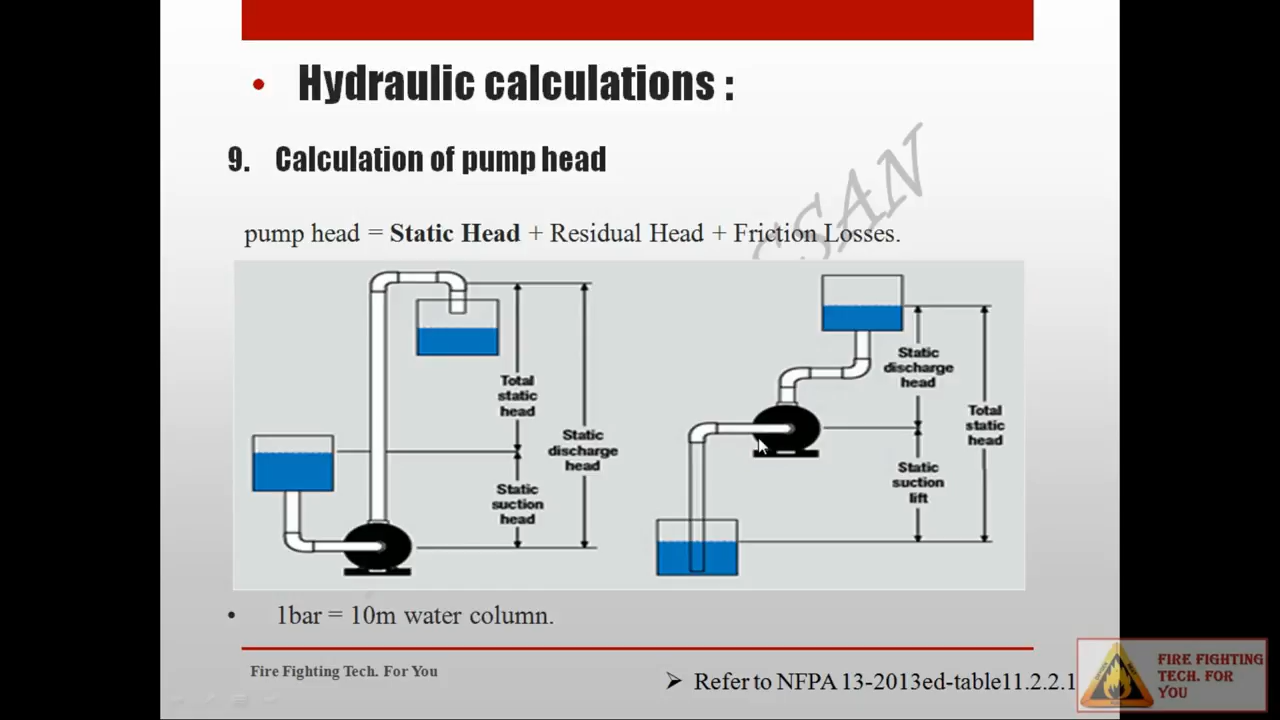 • Hydraulic calculations :
9. Calculation of pump head
pump head = Static Head + Residual Head + Friction Losses.
Total
static
head
Static
discharge
head
Static
suction
head
Static
discharge
head
Total
static
head
Static
suction
lift
• 1bar = 10m water column.
Fire Fighting Tech. For You
➢ Refer to NFPA 13-2013ed-table11.2.2.1
FIRE FIGHTING
TECH. FOR
YOU